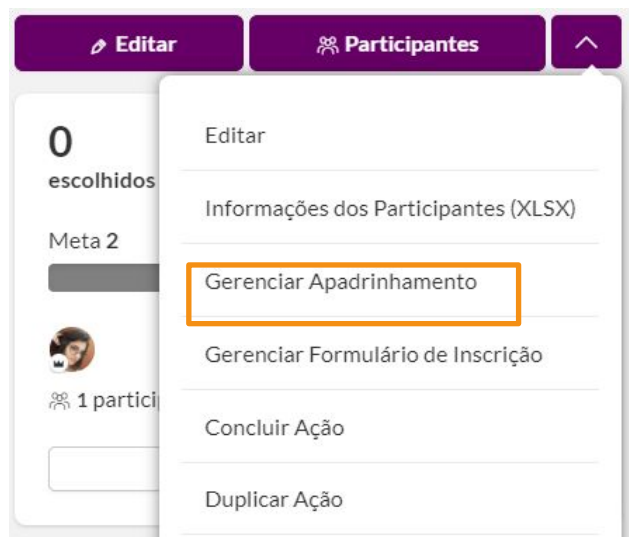 Editar
Participantes
0
escolhidos
Meta 2
1 partici
Editar
Informações dos Participantes (XLSX)
Gerenciar Apadrinhamento
Gerenciar Formulário de Inscrição
Concluir Ação
Duplicar Ação